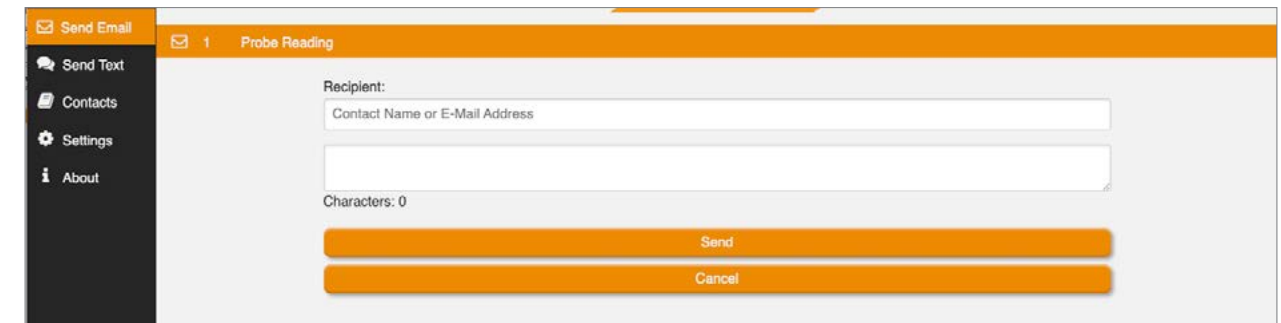 Send Email
Send Text
Contacts
Settings
About
1 Probe Reading
Recipient:
Contact Name or E-Mail Address
Characters: 0
Send
Cancel